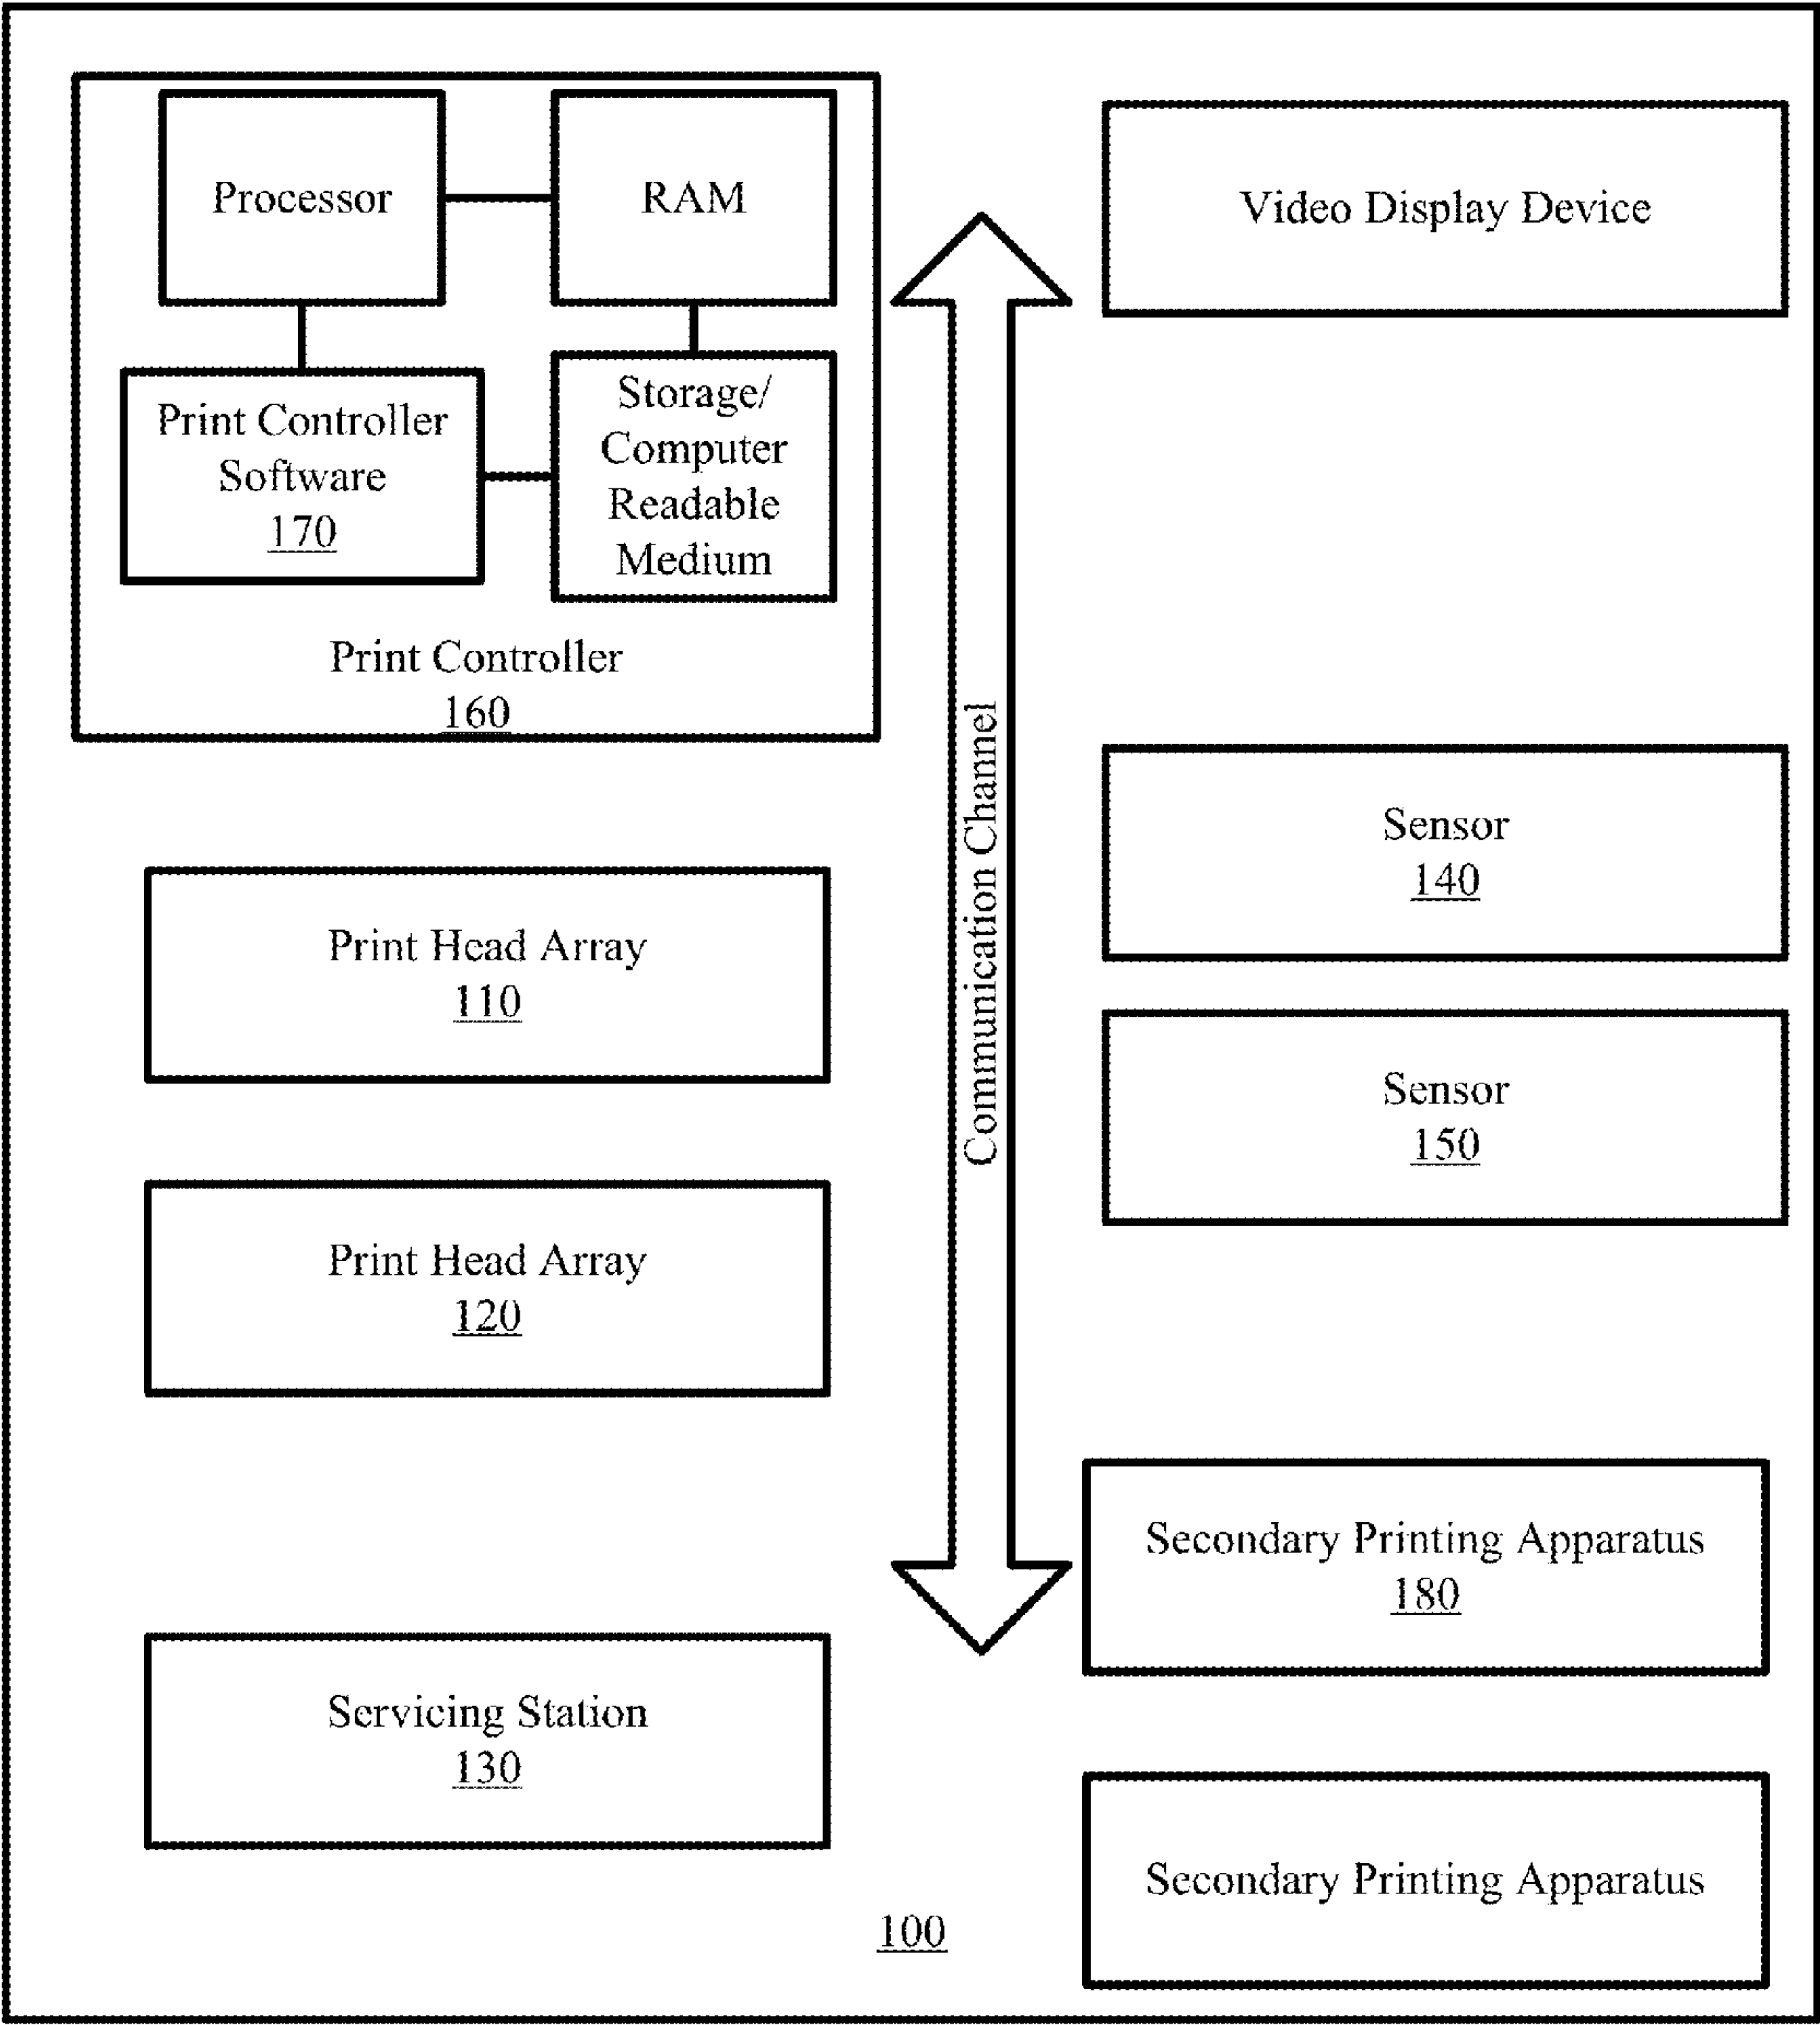 Processor
RAM
Print Controller
Software
170
Storage/
Computer
Readable
Medium
Print Controller
160
Video Display Device
Communication Channel
Sensor
140
Sensor
150
Print Head Array
110
Print Head Array
120
Servicing Station
130
Secondary Printing Apparatus
180
Secondary Printing Apparatus
100